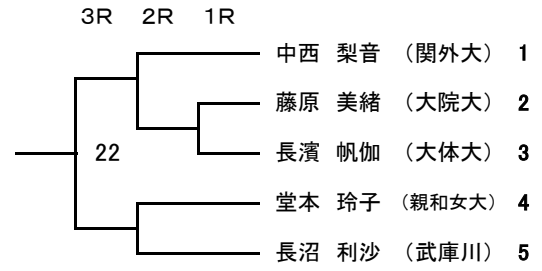 3R 2R 1R
中西 梨音 (関外大) 1
藤原 美緒 (大院大) 2
22 長濱 帆伽 (大体大) 3
堂本 玲子 (親和女大) 4
長沼 利沙 (武庫川) 5